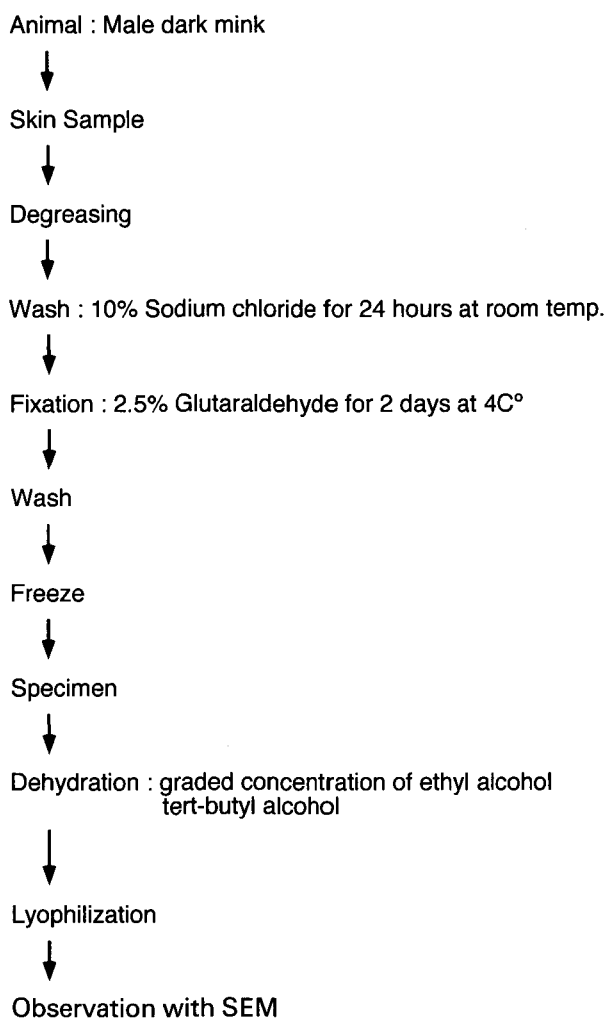 Animal : Male dark mink
Skin Sample
Degreasing
Wash : 10% Sodium chloride for 24 hours at room temp.
Fixation : 2.5% Glutaraldehyde for 2 days at 4C°
Wash
Freeze
Specimen
Dehydration : graded concentration of ethyl alcohol
tert-butyl alcohol
Lyophilization
Observation with SEM